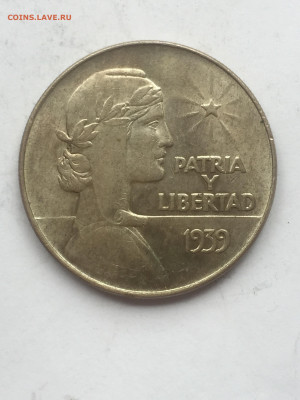 COINS.LAVE.RU
PATRIA
Y
LIBERTAD
1939